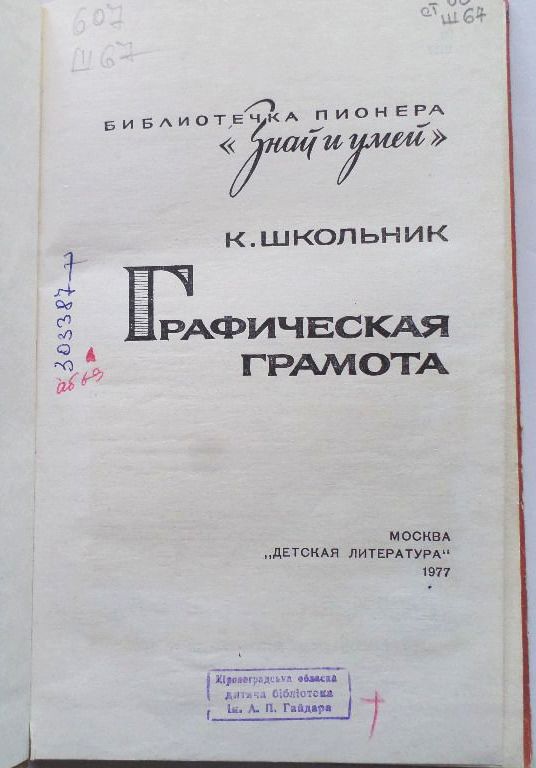 607
Ш67
Ш67
БИБЛИОТЕЧКА ПИОНЕРА
«Знай и умей»
К. ШКОЛЬНИК
ГРАФИЧЕСКАЯ
ГРАМОТА
303387
МОСКВА
„ДЕТСКАЯ ЛИТЕРАТУРА"
1977
Кіровоградська обласна
дитяча бібліотека
Ім. А. П. Гайдара